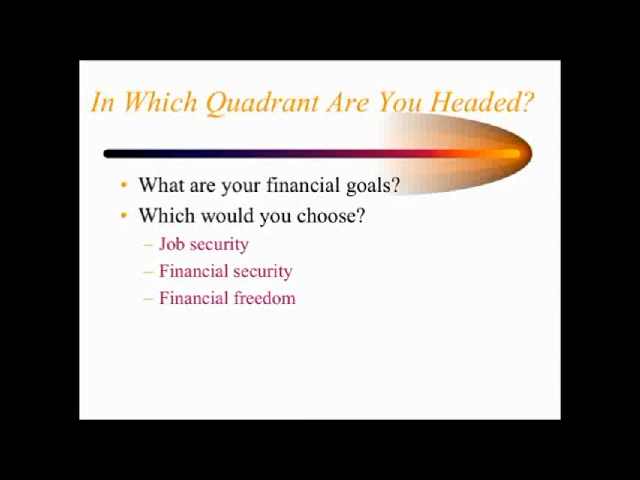 In Which Quadrant Are You Headed?
• What are your financial goals?
• Which would you choose?
– Job security
– Financial security
– Financial freedom